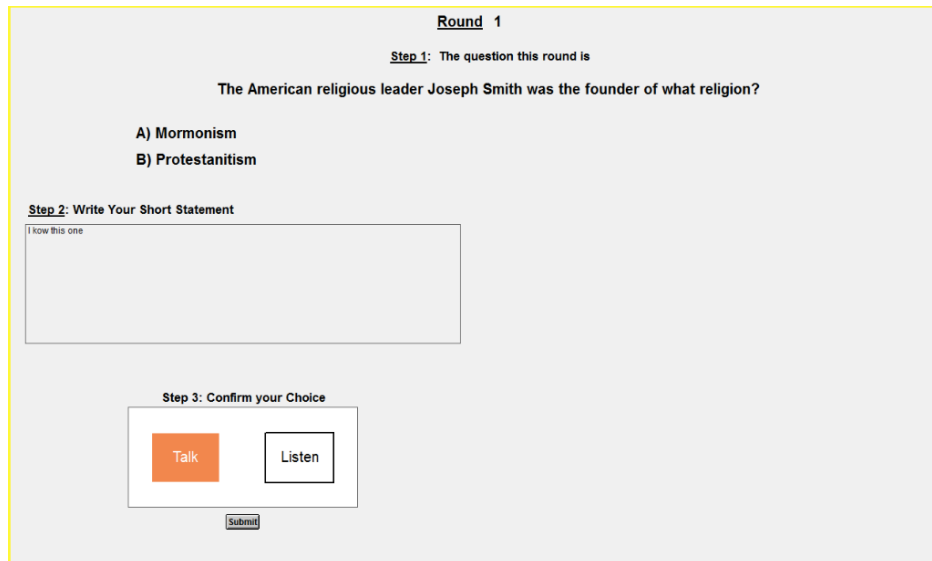 Round 1
Step 1: The question this round is
The American religious leader Joseph Smith was the founder of what religion?
A) Mormonism
B) Protestanitism
Step 2: Write Your Short Statement
I kow this one
Step 3: Confirm your Choice
Talk Listen
Submit